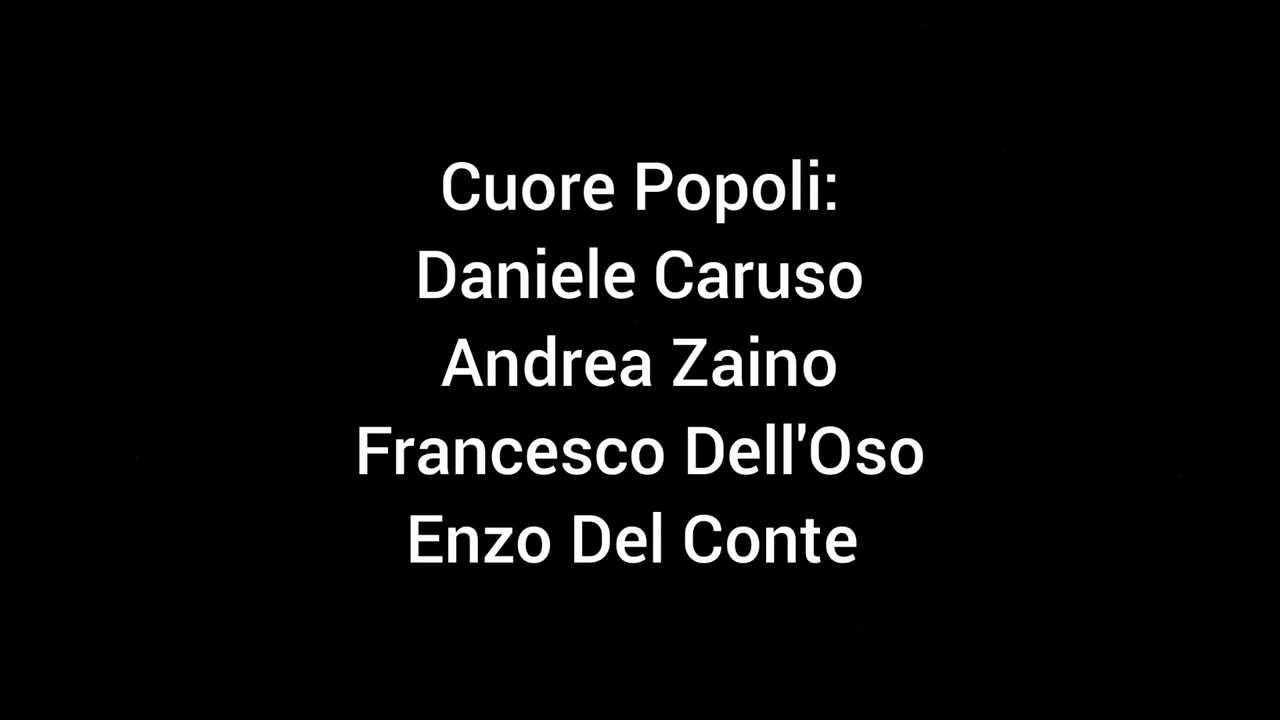 Cuore Popoli:
Daniele Caruso
Andrea Zaino
Francesco Dell'Oso
Enzo Del Conte